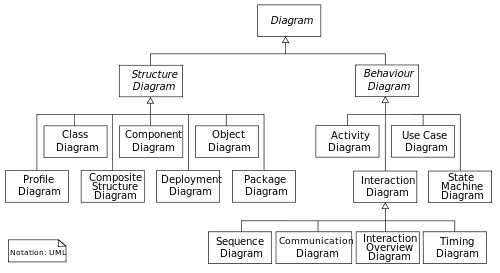 Diagram
Structure
Diagram
Behaviour
Diagram
Class
Diagram
Component
Diagram
Object
Diagram
Activity
Diagram
Use Case
Diagram
Profile
Diagram
Composite
Structure
Diagram
Deployment
Diagram
Package
Diagram
Interaction
Diagram
State
Machine
Diagram
Sequence
Diagram
Communication
Diagram
Interaction
Overview
Diagram
Timing
Diagram
Notation: UML